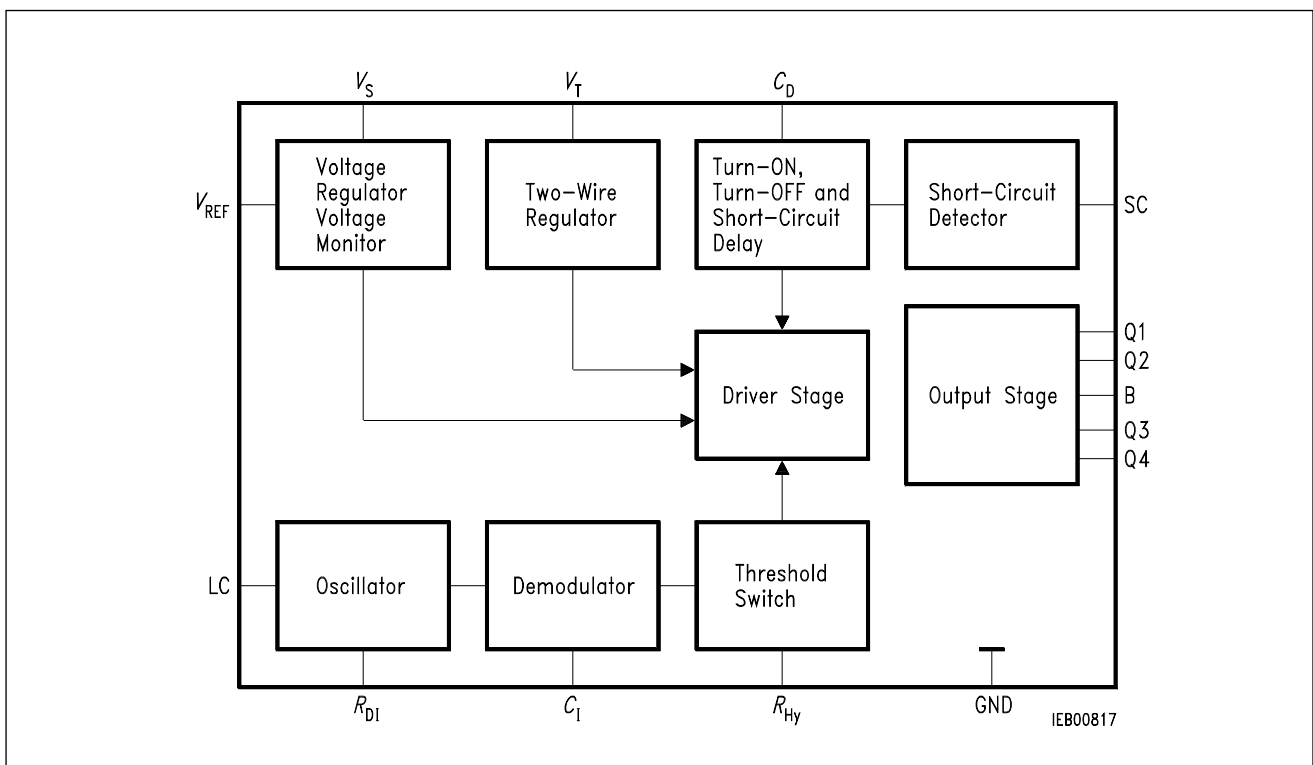 V_S
V_T
C_D
Voltage
Regulator
Voltage
Monitor
Two-Wire
Regulator
Turn-ON,
Turn-OFF and
Short-Circuit
Delay
Short-Circuit
Detector
V_REF
SC
Driver Stage
Output Stage
Q1
Q2
B
Q3
Q4
LC
Oscillator
Demodulator
Threshold
Switch
R_DI
C_I
R_Hy
GND
IEB00817